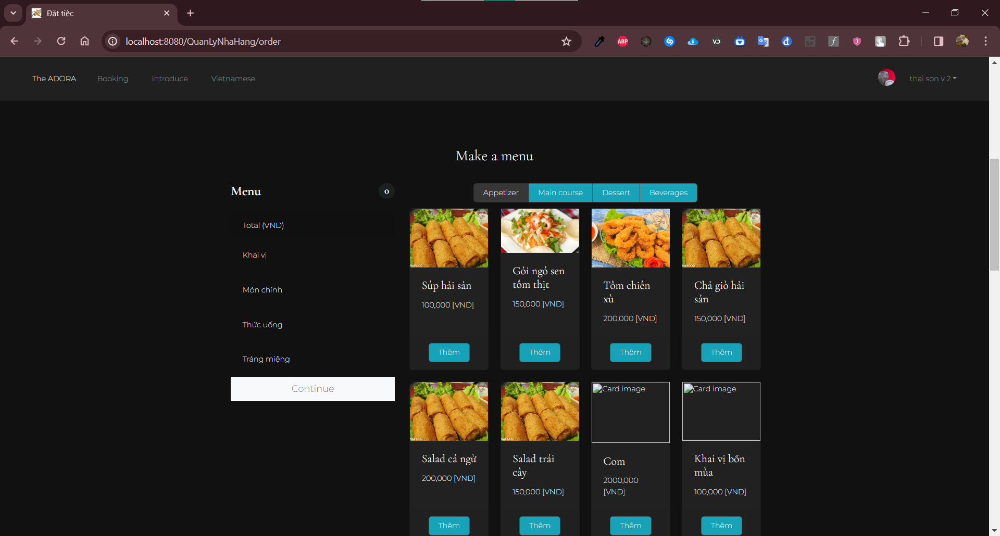 Đặt tiệc
localhost:8080/QuanLyNhaHang/order
ABP
The ADORA
Booking
Introduce
Vietnamese
thai son v 2
Make a menu
Menu
0
Total (VND)
Khai vị
Món chính
Thức uống
Tráng miệng
Continue
Appetizer
Main course
Dessert
Beverages
Súp hải sản
100,000 [VND]
Thêm
Gỏi ngó sen
tôm thịt
150,000 [VND]
Thêm
Tôm chiên
xù
200,000 [VND]
Thêm
Chả giò hải
sản
150,000 [VND]
Thêm
Salad cá ngừ
200,000 [VND]
Thêm
Salad trái
cây
150,000 [VND]
Thêm
Card image
Com
2000,000
[VND]
Thêm
Card image
Khai vị bốn
mùa
100,000 [VND]
Thêm